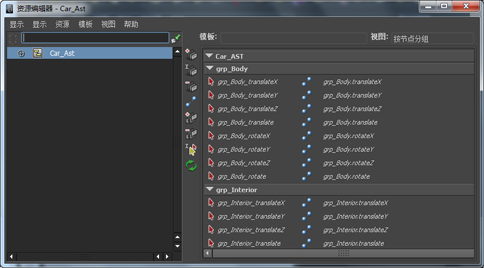 资源编辑器 - Car_Ast
显示 显示 资源 模板 视图 帮助
模板: 视图: 按节点分组
Car_Ast
Car_AST
grp_Body
grp_Body_translateX grp_Body.translateX
grp_Body_translateY grp_Body.translateY
grp_Body_translateZ grp_Body.translateZ
grp_Body_translate grp_Body.translate
grp_Body_rotateX grp_Body.rotateX
grp_Body_rotateY grp_Body.rotateY
grp_Body_rotateZ grp_Body.rotateZ
grp_Body_rotate grp_Body.rotate
grp_Interior
grp_Interior_translateX grp_Interior.translateX
grp_Interior_translateY grp_Interior.translateY
grp_Interior_translateZ grp_Interior.translateZ
grp_Interior_translate grp_Interior.translate